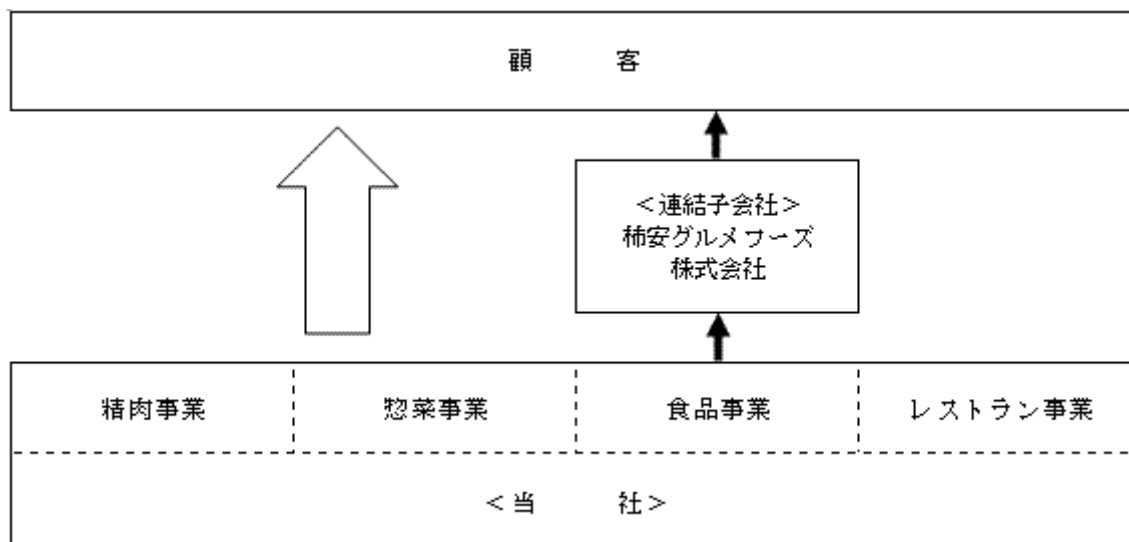 顧　　　客
＜連結子会社＞
柿安グルメフーズ
株式会社
精肉事業
惣菜事業
食品事業
レストラン事業
＜当　　　社＞